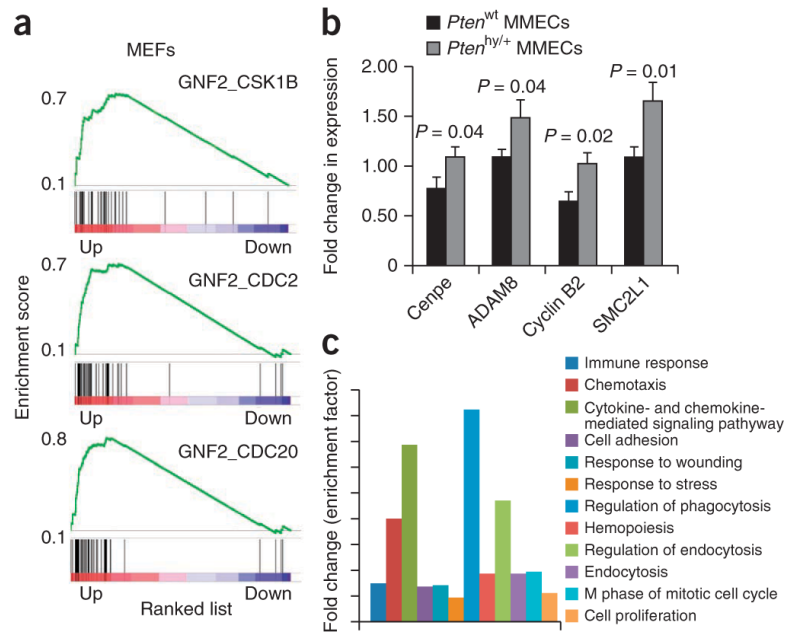 a
MEFs
GNF2_CSK1B
0.7
0.1
Up
Down
GNF2_CDC2
0.7
0.1
Up
Down
GNF2_CDC20
0.8
0.1
Up
Down
Enrichment score
Ranked list
b
Pten^wt MMECs
Pten^hy/+ MMECs
Fold change in expression
2.00
1.50
1.00
0.50
0
P = 0.04
P = 0.04
P = 0.02
P = 0.01
Cenpe
ADAM8
Cyclin B2
SMC2L1
c
Fold change (enrichment factor)
Immune response
Chemotaxis
Cytokine- and chemokine-
mediated signaling pathyway
Cell adhesion
Response to wounding
Response to stress
Regulation of phagocytosis
Hemopoiesis
Regulation of endocytosis
Endocytosis
M phase of mitotic cell cycle
Cell proliferation